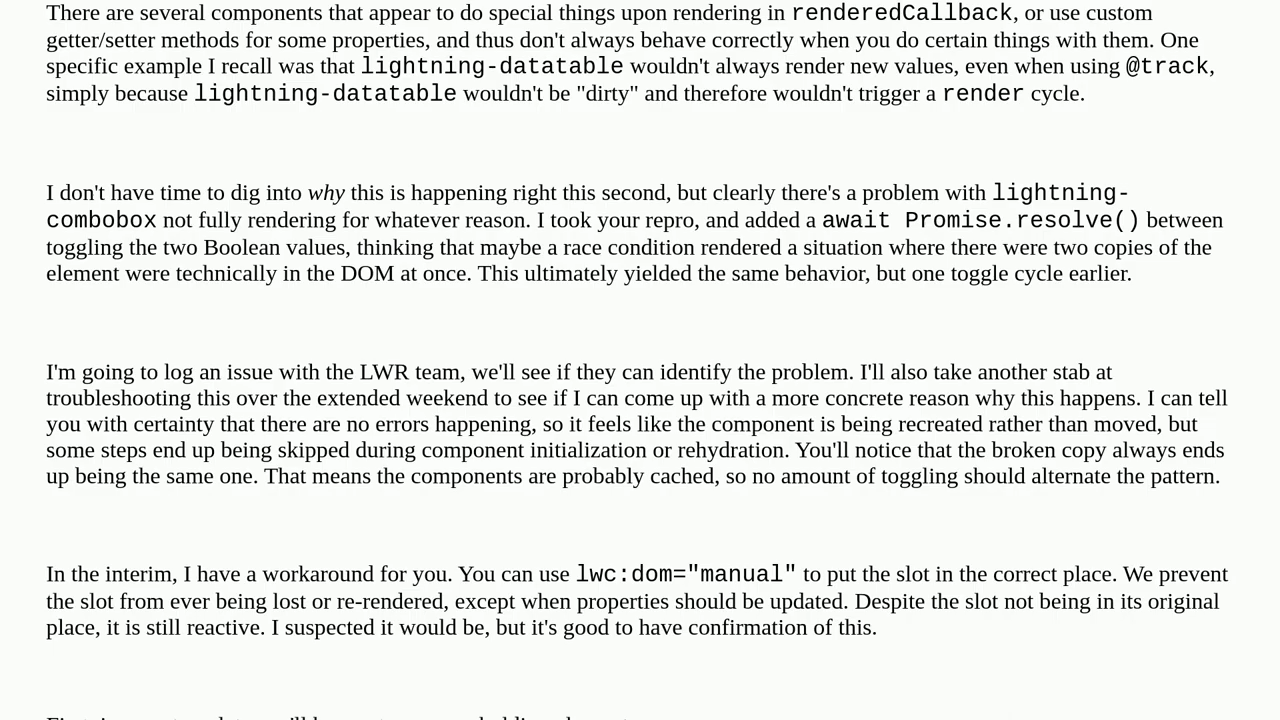 There are several components that appear to do special things upon rendering in renderedCallback, or use custom
getter/setter methods for some properties, and thus don't always behave correctly when you do certain things with them. One
specific example I recall was that lightning-datatable wouldn't always render new values, even when using @track,
simply because lightning-datatable wouldn't be "dirty" and therefore wouldn't trigger a render cycle.
I don't have time to dig into why this is happening right this second, but clearly there's a problem with lightning-
combobox not fully rendering for whatever reason. I took your repro, and added a await Promise.resolve() between
toggling the two Boolean values, thinking that maybe a race condition rendered a situation where there were two copies of the
element were technically in the DOM at once. This ultimately yielded the same behavior, but one toggle cycle earlier.
I'm going to log an issue with the LWR team, we'll see if they can identify the problem. I'll also take another stab at
troubleshooting this over the extended weekend to see if I can come up with a more concrete reason why this happens. I can tell
you with certainty that there are no errors happening, so it feels like the component is being recreated rather than moved, but
some steps end up being skipped during component initialization or rehydration. You'll notice that the broken copy always ends
up being the same one. That means the components are probably cached, so no amount of toggling should alternate the pattern.
In the interim, I have a workaround for you. You can use lwc:dom="manual" to put the slot in the correct place. We prevent
the slot from ever being lost or re-rendered, except when properties should be updated. Despite the slot not being in its original
place, it is still reactive. I suspected it would be, but it's good to have confirmation of this.